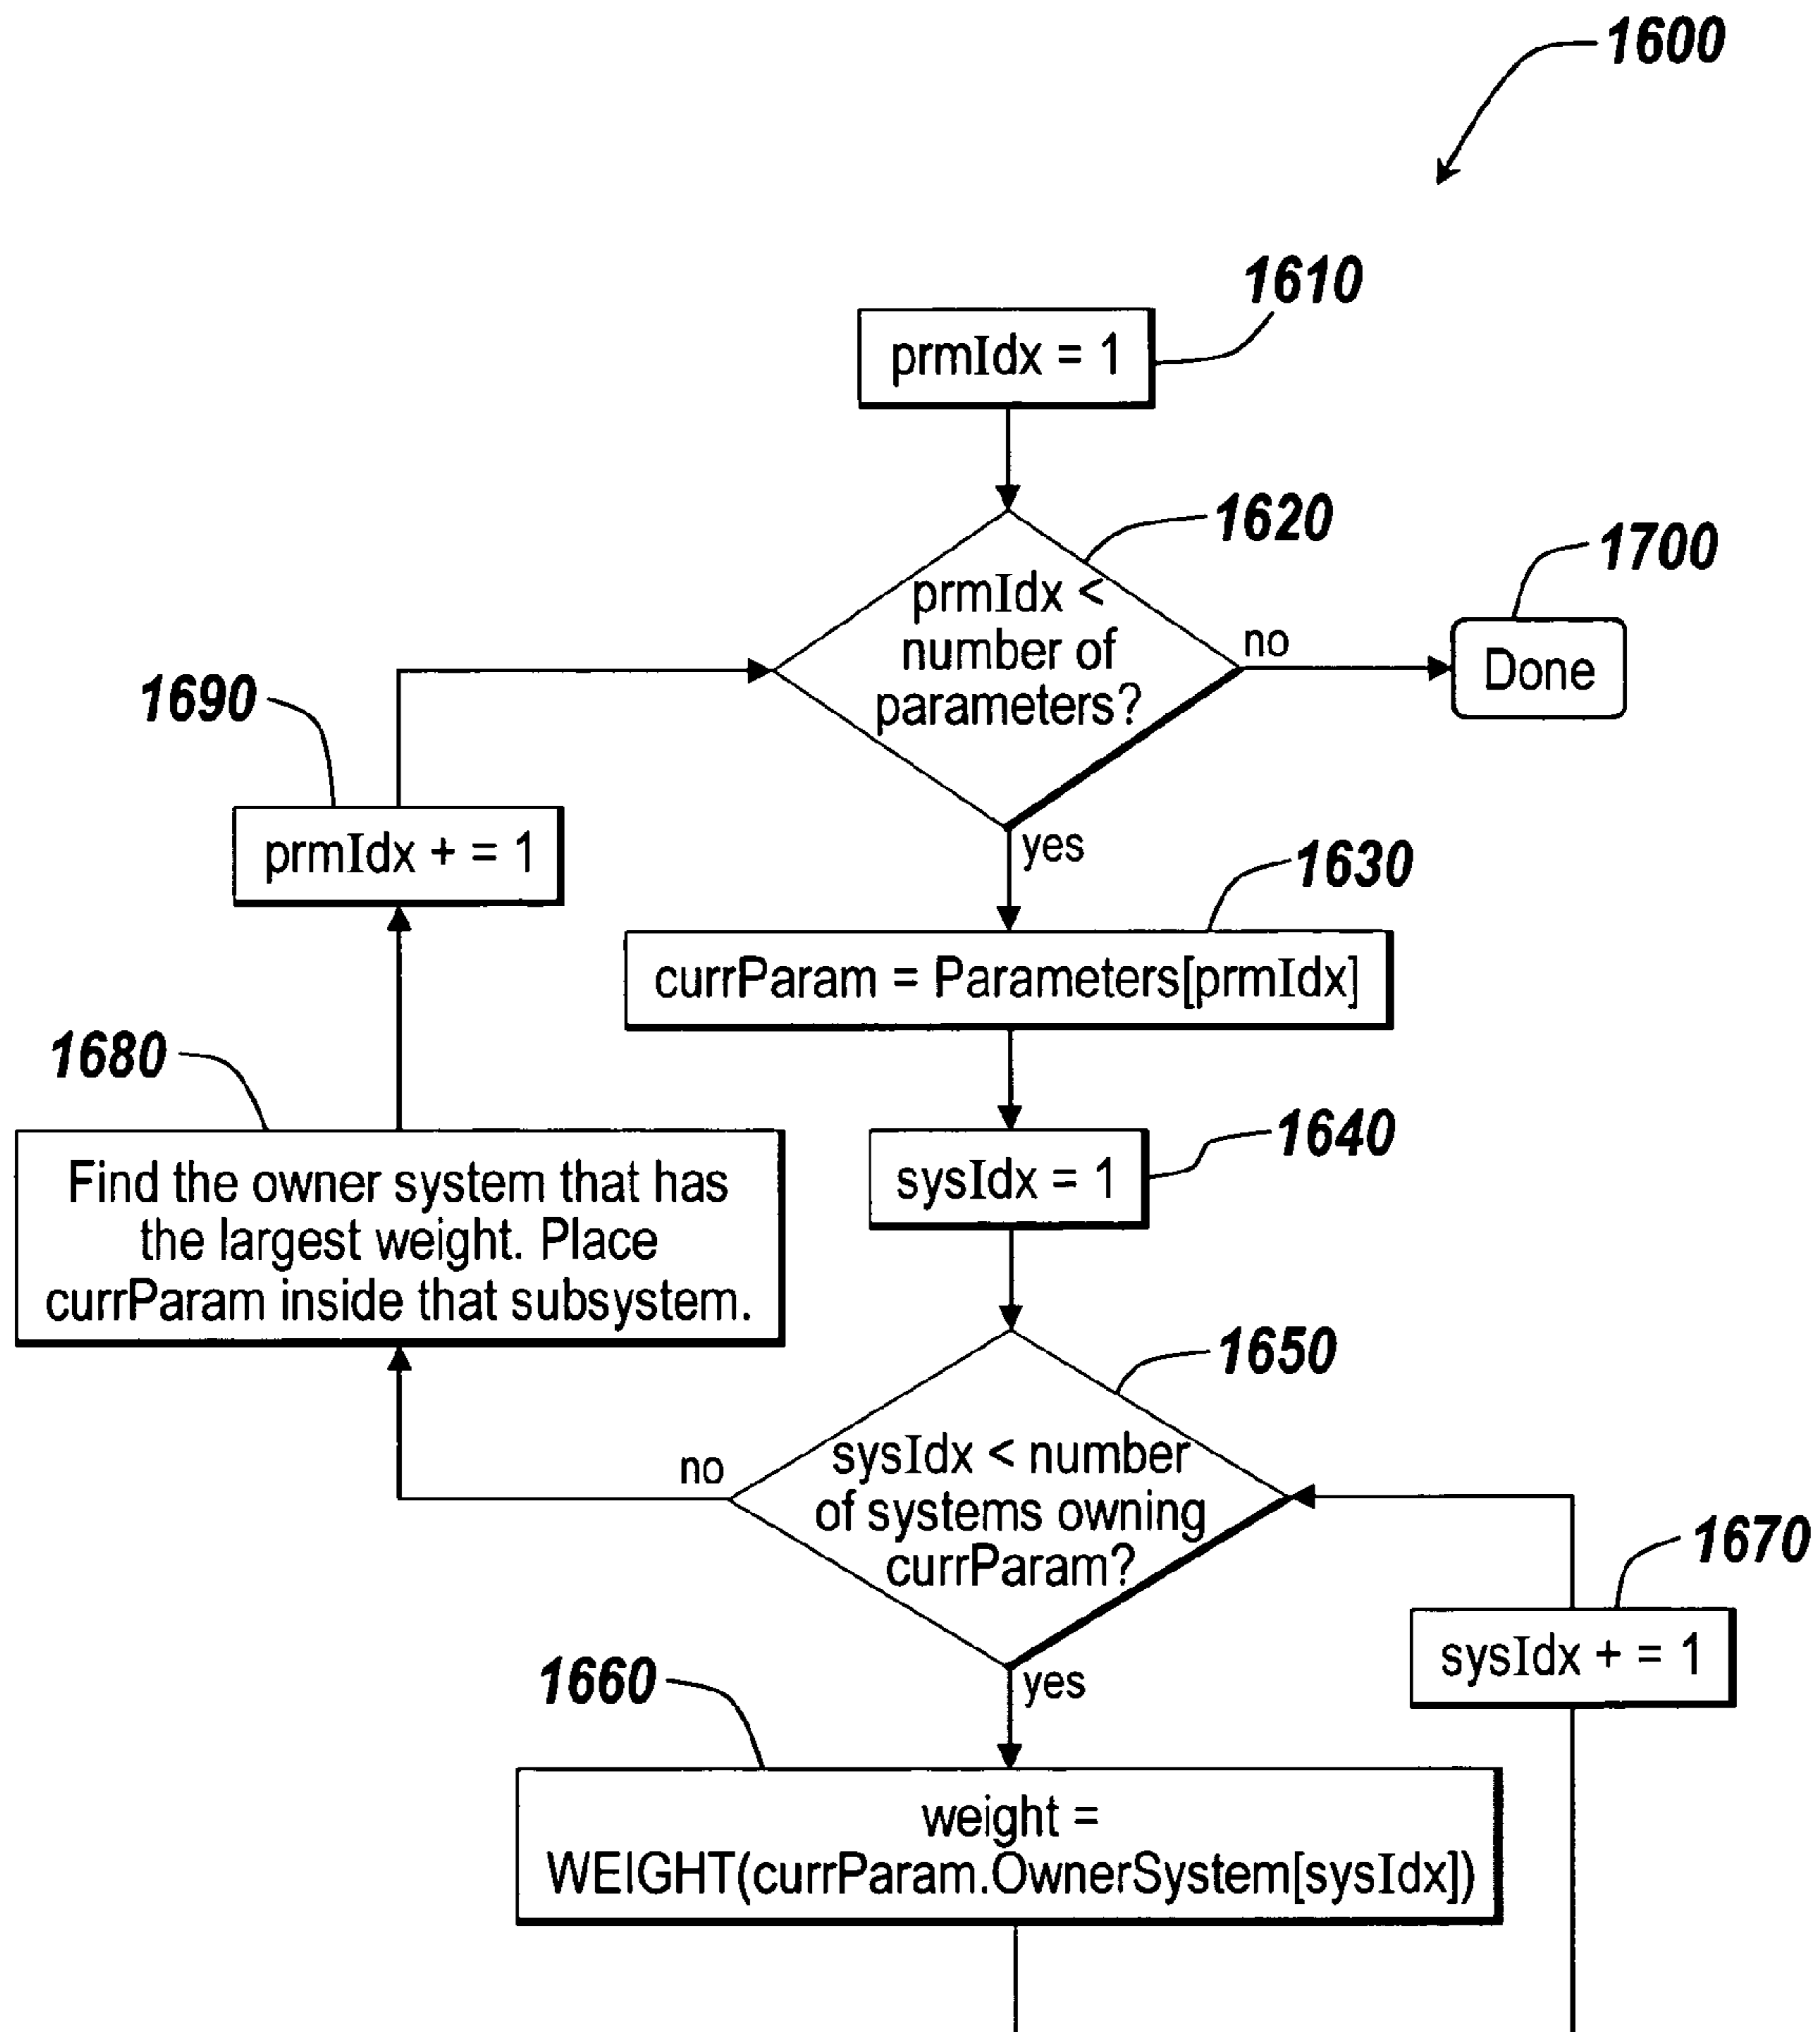 1600
1610
prmIdx = 1
1620
1700
prmIdx <
number of
parameters?
no
Done
1690
prmIdx + = 1
yes
1630
currParam = Parameters[prmIdx]
1680
1640
Find the owner system that has
the largest weight. Place
currParam inside that subsystem.
sysIdx = 1
1650
no
sysIdx < number
of systems owning
currParam?
1670
sysIdx + = 1
1660
yes
weight =
WEIGHT(currParam.OwnerSystem[sysIdx])